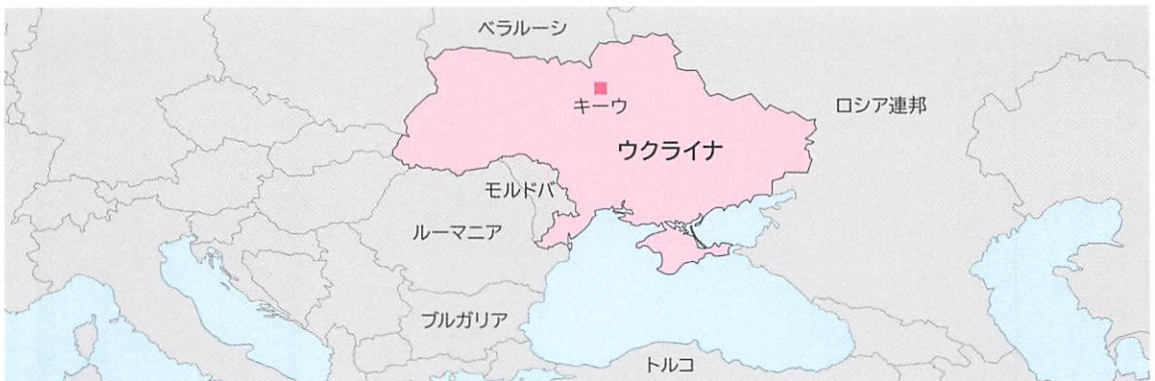 ベラルーシ
キーウ
ロシア連邦
ウクライナ
モルドバ
ルーマニア
ブルガリア
トルコ